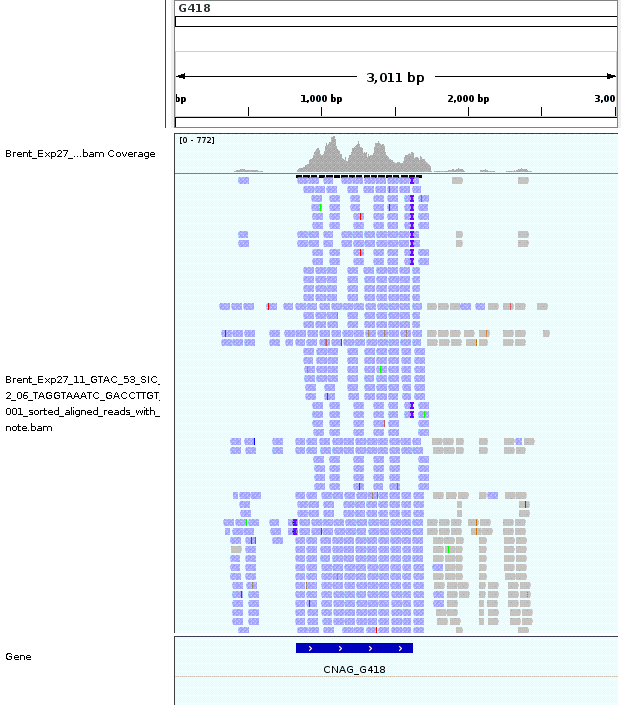 G418
3,011 bp
bp 1,000 bp 2,000 bp 3,00
[0 - 772]
Brent_Exp27_...bam Coverage
Brent_Exp27_11_GTAC_53_SIC_
2_06_TAGGTAAATC_GACCTTGT_
001_sorted_aligned_reads_with_
note.bam
Gene
CNAG_G418